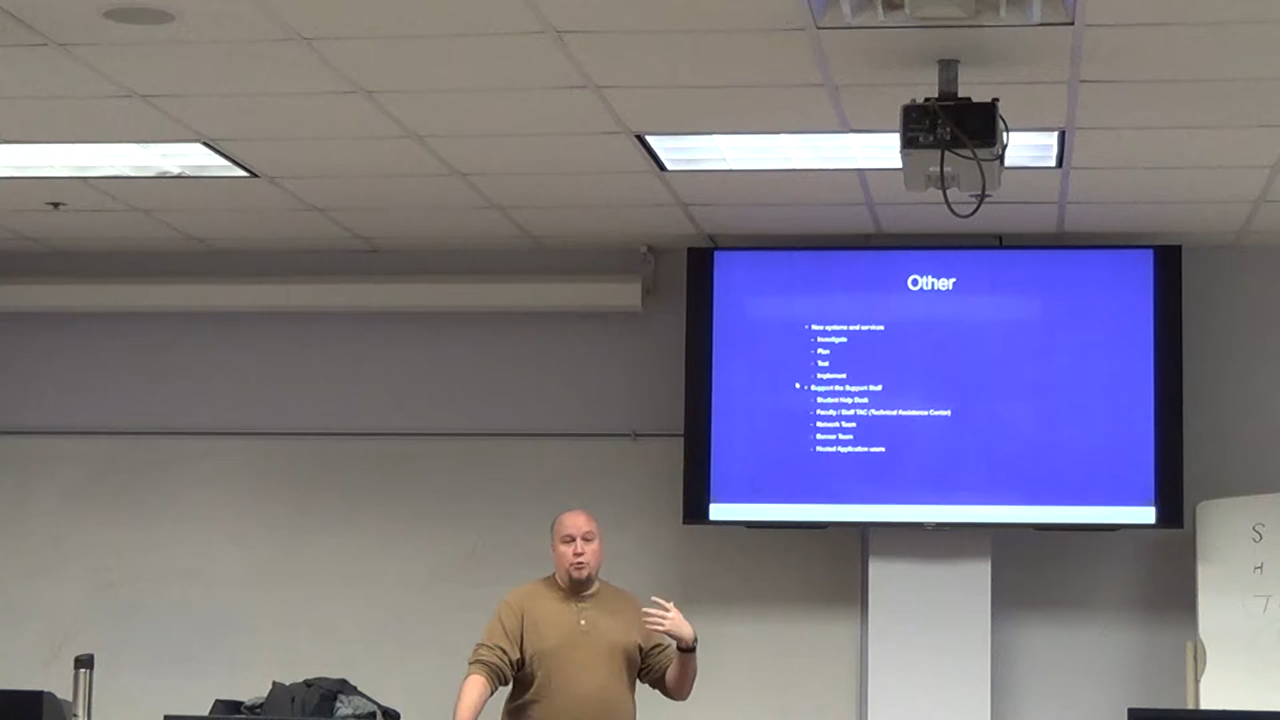 Other
New systems and services
Investigate
Plan
Test
Implement
Support the Support Staff
Student Help Desk
Faculty / Staff TAC (Technical Assistance Center)
Network Team
Banner Team
Hosted Application users
S
H
T